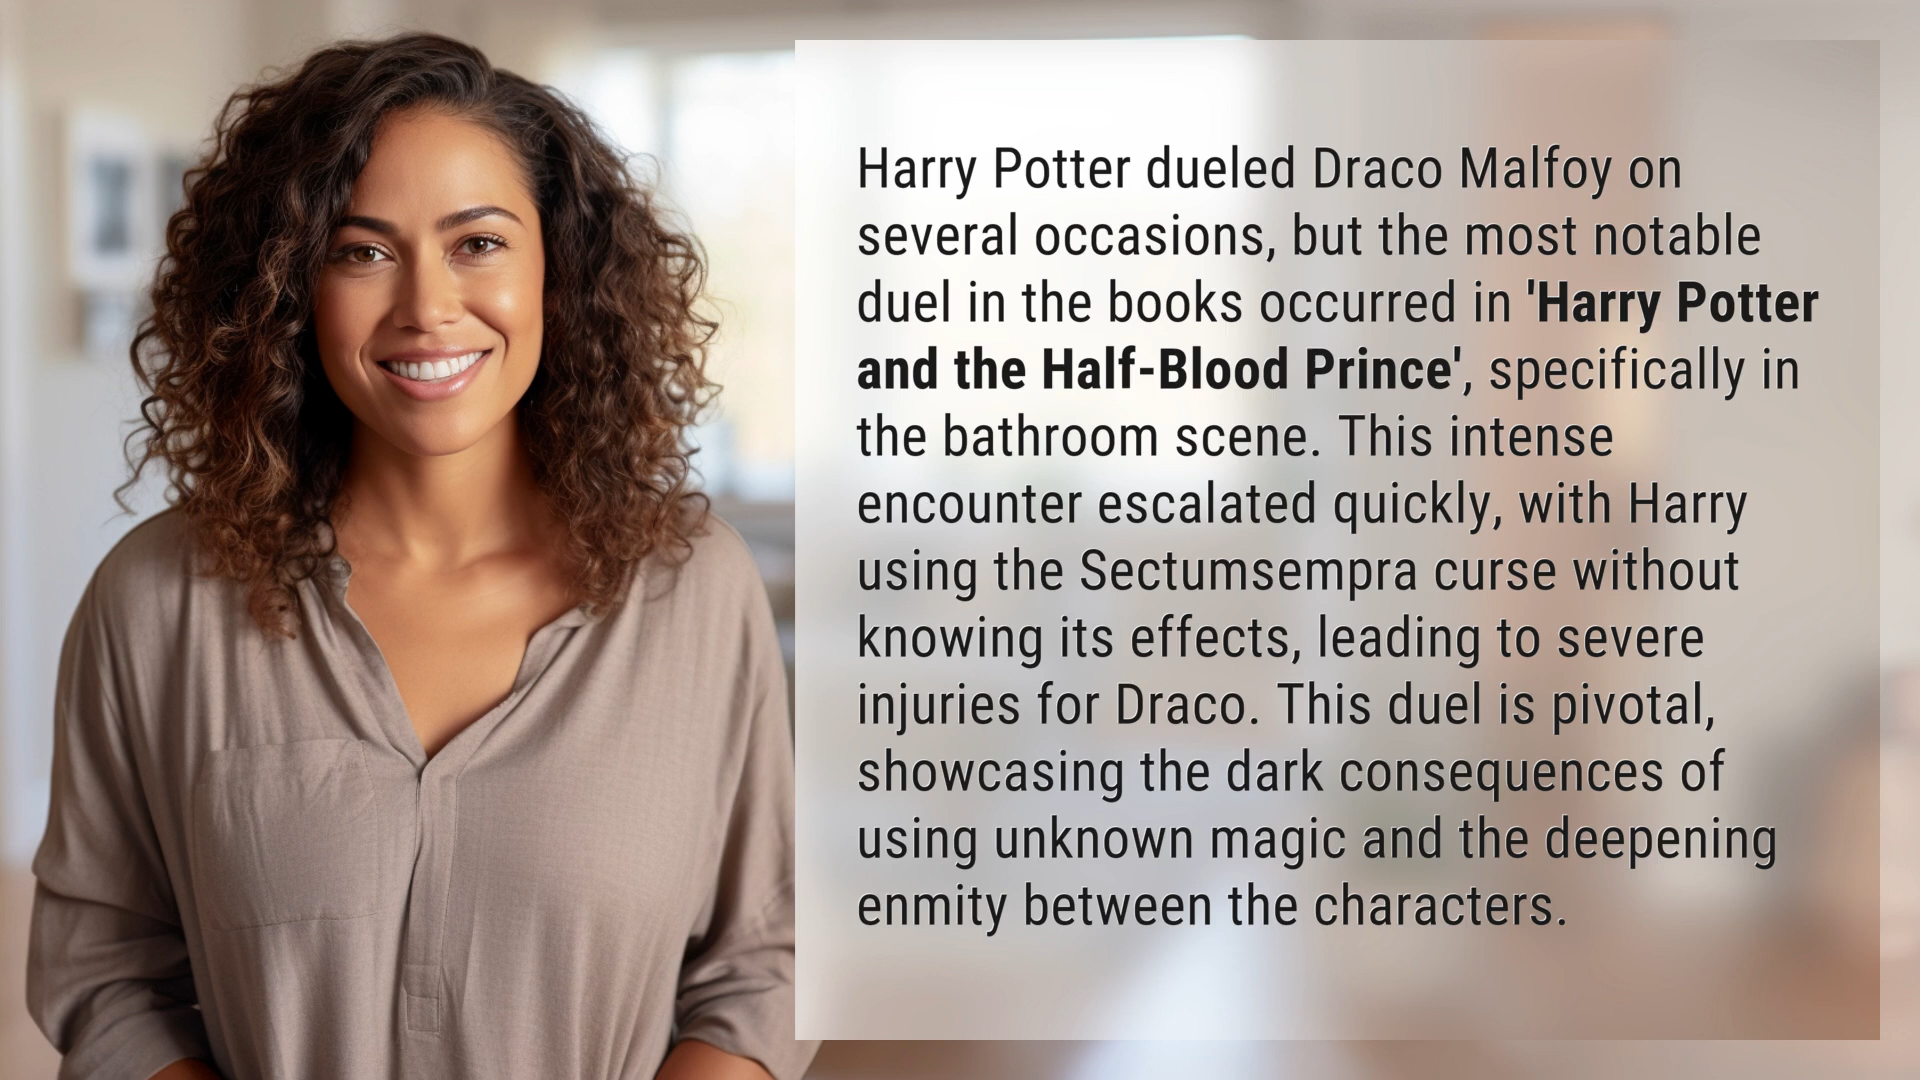 Harry Potter dueled Draco Malfoy on
several occasions, but the most notable
duel in the books occurred in 'Harry Potter
and the Half-Blood Prince', specifically in
the bathroom scene. This intense
encounter escalated quickly, with Harry
using the Sectumsempra curse without
knowing its effects, leading to severe
injuries for Draco. This duel is pivotal,
showcasing the dark consequences of
using unknown magic and the deepening
enmity between the characters.